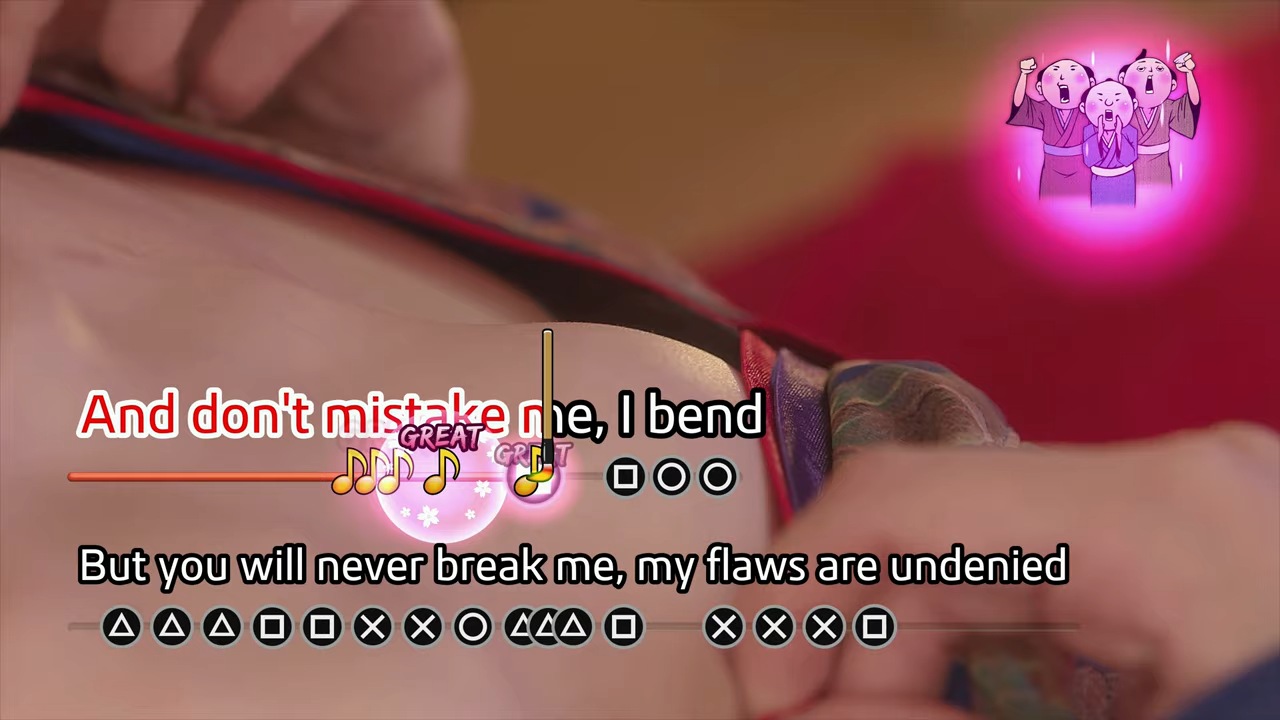 And don't mistake me, I bend
GREAT GREAT
But you will never break me, my flaws are undenied